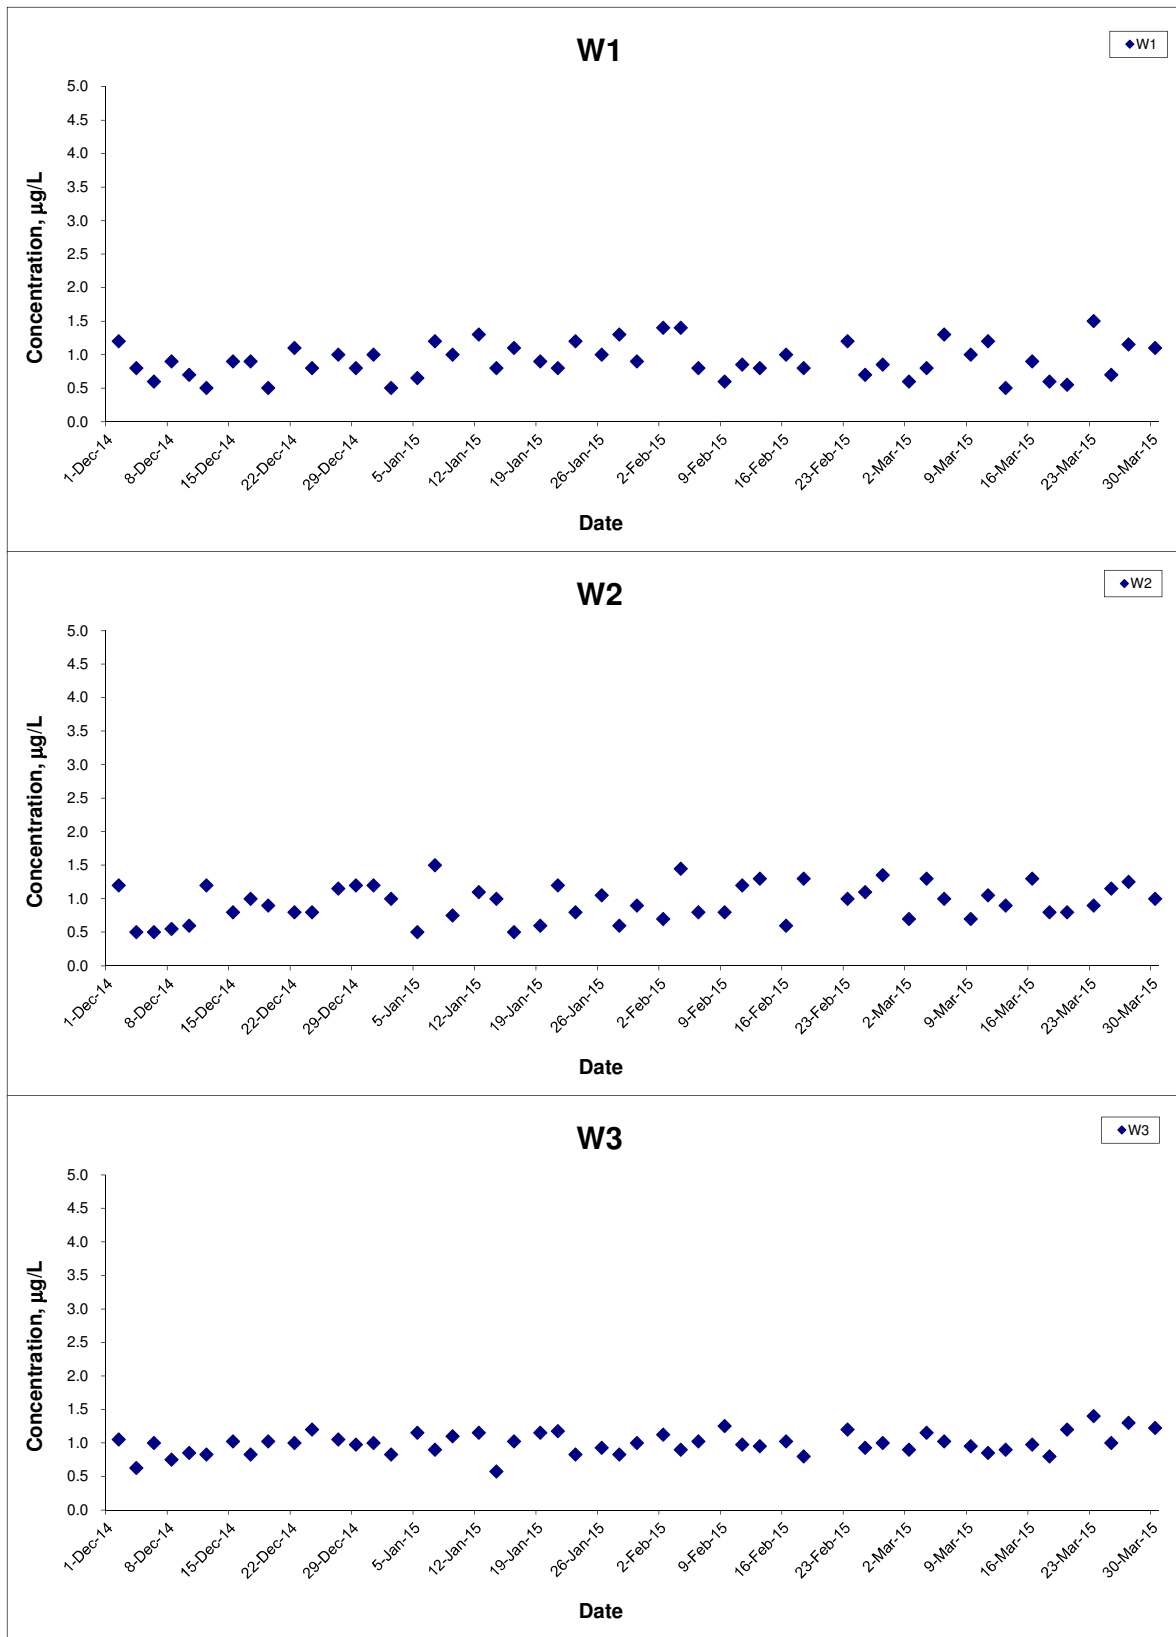 W1
W1
5.0
4.5
4.0
3.5
3.0
2.5
2.0
1.5
1.0
0.5
0.0
Concentration, µg/L
1-Dec-14
8-Dec-14
15-Dec-14
22-Dec-14
29-Dec-14
5-Jan-15
12-Jan-15
19-Jan-15
26-Jan-15
2-Feb-15
9-Feb-15
16-Feb-15
23-Feb-15
2-Mar-15
9-Mar-15
16-Mar-15
23-Mar-15
30-Mar-15
Date
W2
W2
5.0
4.5
4.0
3.5
3.0
2.5
2.0
1.5
1.0
0.5
0.0
Concentration, µg/L
1-Dec-14
8-Dec-14
15-Dec-14
22-Dec-14
29-Dec-14
5-Jan-15
12-Jan-15
19-Jan-15
26-Jan-15
2-Feb-15
9-Feb-15
16-Feb-15
23-Feb-15
2-Mar-15
9-Mar-15
16-Mar-15
23-Mar-15
30-Mar-15
Date
W3
W3
5.0
4.5
4.0
3.5
3.0
2.5
2.0
1.5
1.0
0.5
0.0
Concentration, µg/L
1-Dec-14
8-Dec-14
15-Dec-14
22-Dec-14
29-Dec-14
5-Jan-15
12-Jan-15
19-Jan-15
26-Jan-15
2-Feb-15
9-Feb-15
16-Feb-15
23-Feb-15
2-Mar-15
9-Mar-15
16-Mar-15
23-Mar-15
30-Mar-15
Date